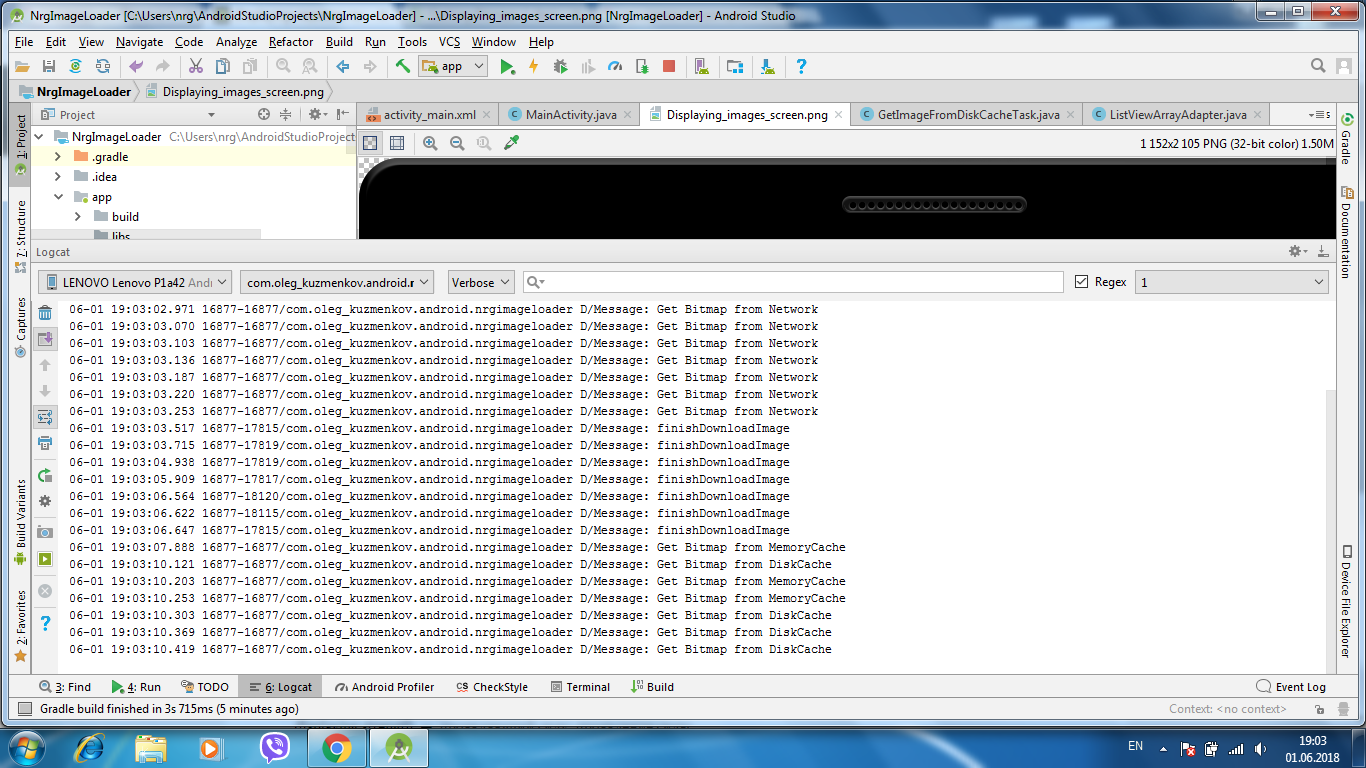 NrgImageLoader [C:\Users\nrg\AndroidStudioProjects\NrgImageLoader] - ...\Displaying_images_screen.png [NrgImageLoader] - Android Studio
File Edit View Navigate Code Analyze Refactor Build Run Tools VCS Window Help
app
NrgImageLoader Displaying_images_screen.png
1: Project
7: Structure
Captures
Build Variants
2: Favorites
Project
activity_main.xml MainActivity.java Displaying_images_screen.png GetImageFromDiskCacheTask.java ListViewArrayAdapter.java 5
NrgImageLoader C:\Users\nrg\AndroidStudioProject
.gradle
.idea
app
build
libs
1 152x2 105 PNG (32-bit color) 1.50M
Gradle
Documentation
Device File Explorer
Logcat
LENOVO Lenovo P1a42 Andr com.oleg_kuzmenkov.android.r Verbose Regex 1
06-01 19:03:02.971 16877-16877/com.oleg_kuzmenkov.android.nrgimageloader D/Message: Get Bitmap from Network
06-01 19:03:03.070 16877-16877/com.oleg_kuzmenkov.android.nrgimageloader D/Message: Get Bitmap from Network
06-01 19:03:03.103 16877-16877/com.oleg_kuzmenkov.android.nrgimageloader D/Message: Get Bitmap from Network
06-01 19:03:03.136 16877-16877/com.oleg_kuzmenkov.android.nrgimageloader D/Message: Get Bitmap from Network
06-01 19:03:03.187 16877-16877/com.oleg_kuzmenkov.android.nrgimageloader D/Message: Get Bitmap from Network
06-01 19:03:03.220 16877-16877/com.oleg_kuzmenkov.android.nrgimageloader D/Message: Get Bitmap from Network
06-01 19:03:03.253 16877-16877/com.oleg_kuzmenkov.android.nrgimageloader D/Message: Get Bitmap from Network
06-01 19:03:03.517 16877-17815/com.oleg_kuzmenkov.android.nrgimageloader D/Message: finishDownloadImage
06-01 19:03:03.715 16877-17819/com.oleg_kuzmenkov.android.nrgimageloader D/Message: finishDownloadImage
06-01 19:03:04.938 16877-17819/com.oleg_kuzmenkov.android.nrgimageloader D/Message: finishDownloadImage
06-01 19:03:05.909 16877-17817/com.oleg_kuzmenkov.android.nrgimageloader D/Message: finishDownloadImage
06-01 19:03:06.564 16877-18120/com.oleg_kuzmenkov.android.nrgimageloader D/Message: finishDownloadImage
06-01 19:03:06.622 16877-18115/com.oleg_kuzmenkov.android.nrgimageloader D/Message: finishDownloadImage
06-01 19:03:06.647 16877-17815/com.oleg_kuzmenkov.android.nrgimageloader D/Message: finishDownloadImage
06-01 19:03:07.888 16877-16877/com.oleg_kuzmenkov.android.nrgimageloader D/Message: Get Bitmap from MemoryCache
06-01 19:03:10.121 16877-16877/com.oleg_kuzmenkov.android.nrgimageloader D/Message: Get Bitmap from DiskCache
06-01 19:03:10.203 16877-16877/com.oleg_kuzmenkov.android.nrgimageloader D/Message: Get Bitmap from MemoryCache
06-01 19:03:10.253 16877-16877/com.oleg_kuzmenkov.android.nrgimageloader D/Message: Get Bitmap from MemoryCache
06-01 19:03:10.303 16877-16877/com.oleg_kuzmenkov.android.nrgimageloader D/Message: Get Bitmap from DiskCache
06-01 19:03:10.369 16877-16877/com.oleg_kuzmenkov.android.nrgimageloader D/Message: Get Bitmap from DiskCache
06-01 19:03:10.419 16877-16877/com.oleg_kuzmenkov.android.nrgimageloader D/Message: Get Bitmap from DiskCache
3: Find 4: Run TODO 6: Logcat Android Profiler CheckStyle Terminal Build Event Log
Gradle build finished in 3s 715ms (5 minutes ago) Context: <no context>
EN 19:03
01.06.2018